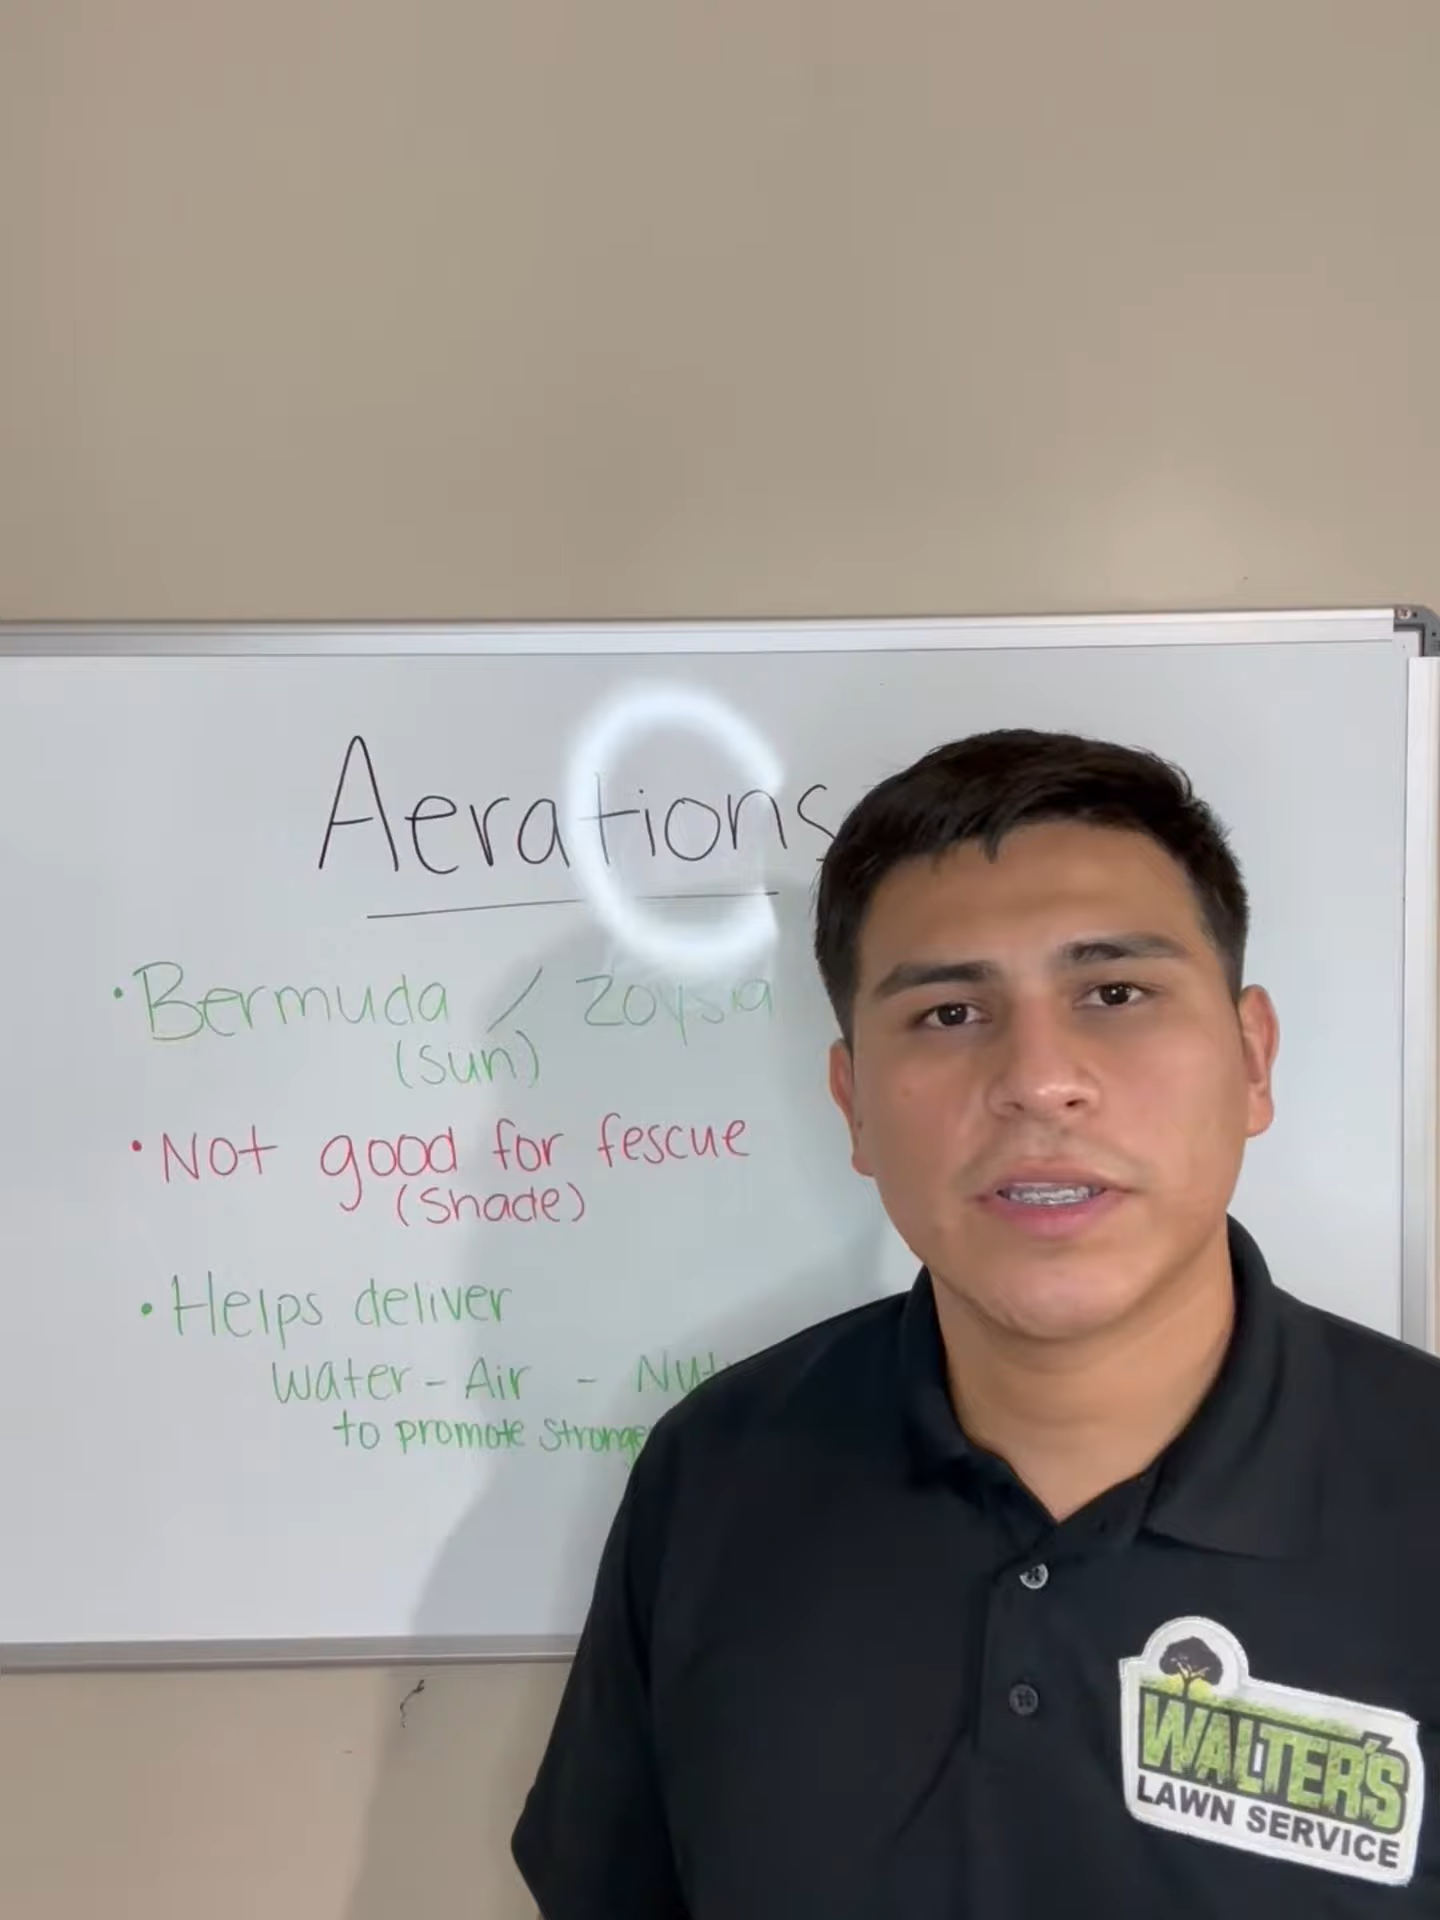 Aerations
• Bermuda / Zoysia
(Sun)
• Not good for fescue
(Shade)
• Helps deliver
Water - Air -
to promote
WALTER'S
LAWN SERVICE